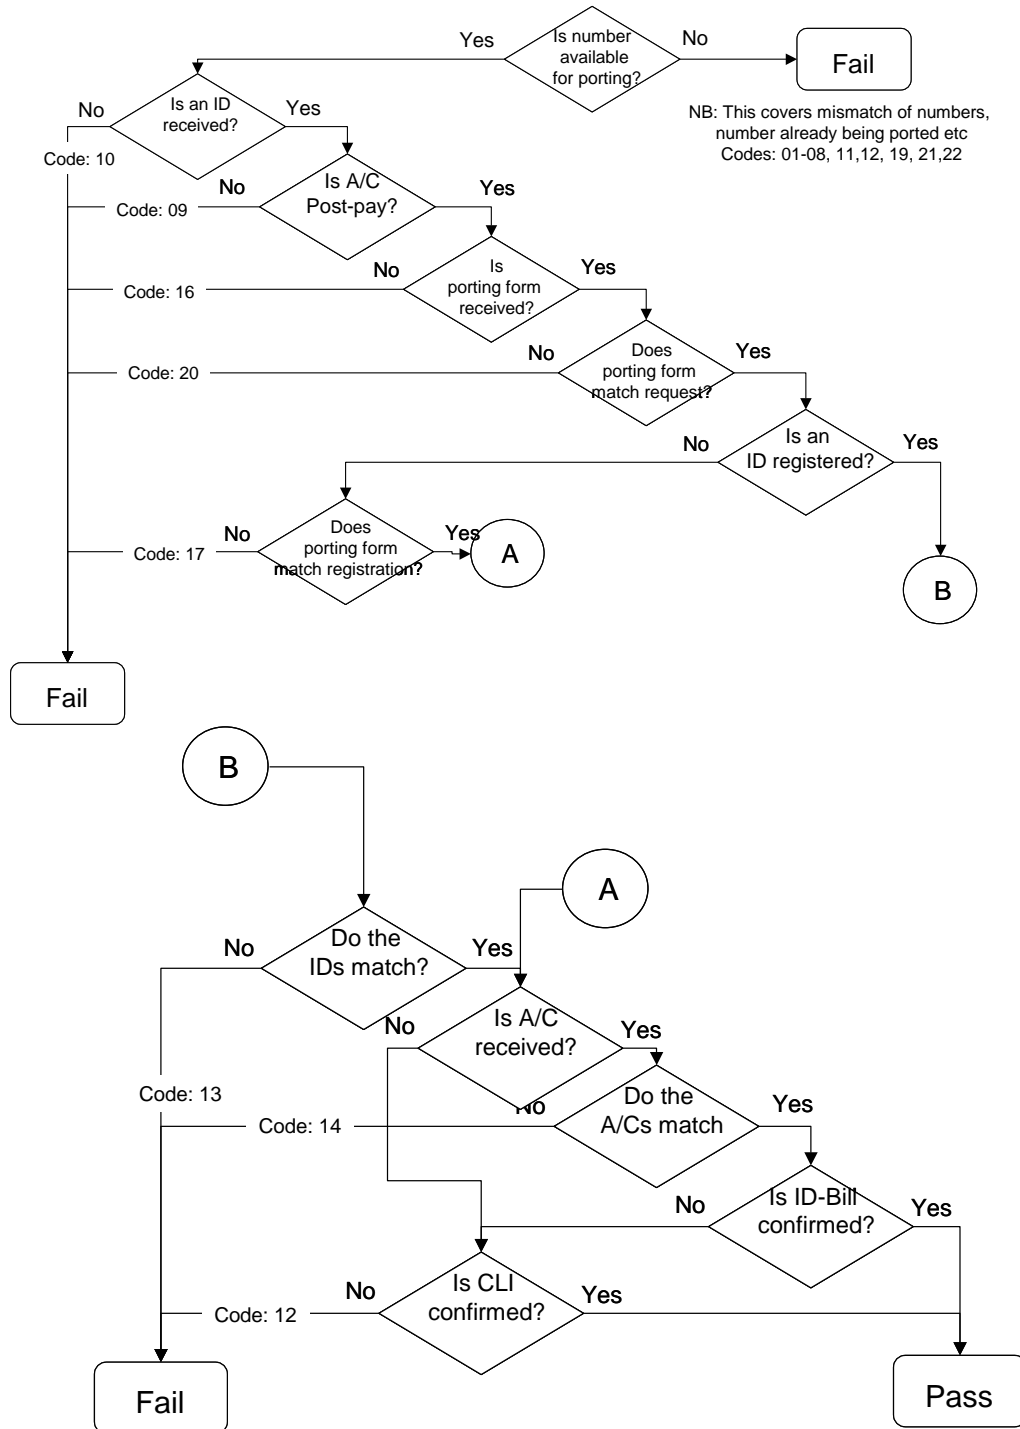 Is number
available
for porting?
Yes
No
Fail
NB: This covers mismatch of numbers,
number already being ported etc
Codes: 01-08, 11,12, 19, 21,22
Is an ID
received?
No
Yes
Code: 10
Is A/C
Post-pay?
No
Yes
Code: 09
Is
porting form
received?
No
Yes
Code: 16
Does
porting form
match request?
No
Yes
Code: 20
Is an
ID registered?
No
Yes
Does
porting form
match registration?
No
Yes
Code: 17
A
B
Fail
B
A
Do the
IDs match?
No
Yes
Code: 13
Is A/C
received?
No
Yes
Do the
A/Cs match
No
Yes
Code: 14
Is ID-Bill
confirmed?
No
Yes
Is CLI
confirmed?
No
Yes
Code: 12
Fail
Pass